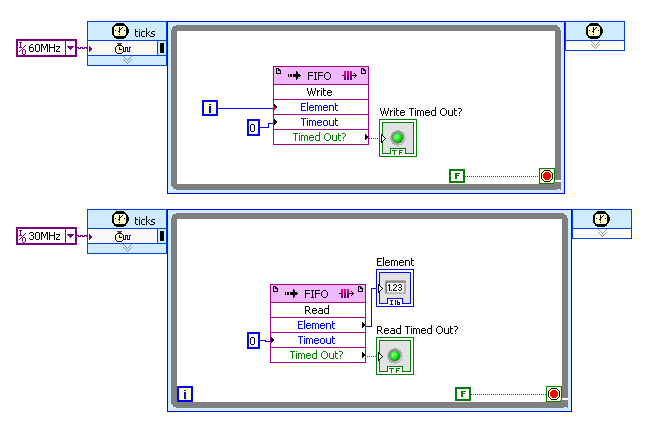 ticks
60MHz
FIFO
Write
i
Element
Write Timed Out?
0
Timeout
Timed Out?
TF
F
ticks
30MHz
Element
FIFO
1.23
Read
I16
Element
Read Timed Out?
0
Timeout
Timed Out?
TF
i
F